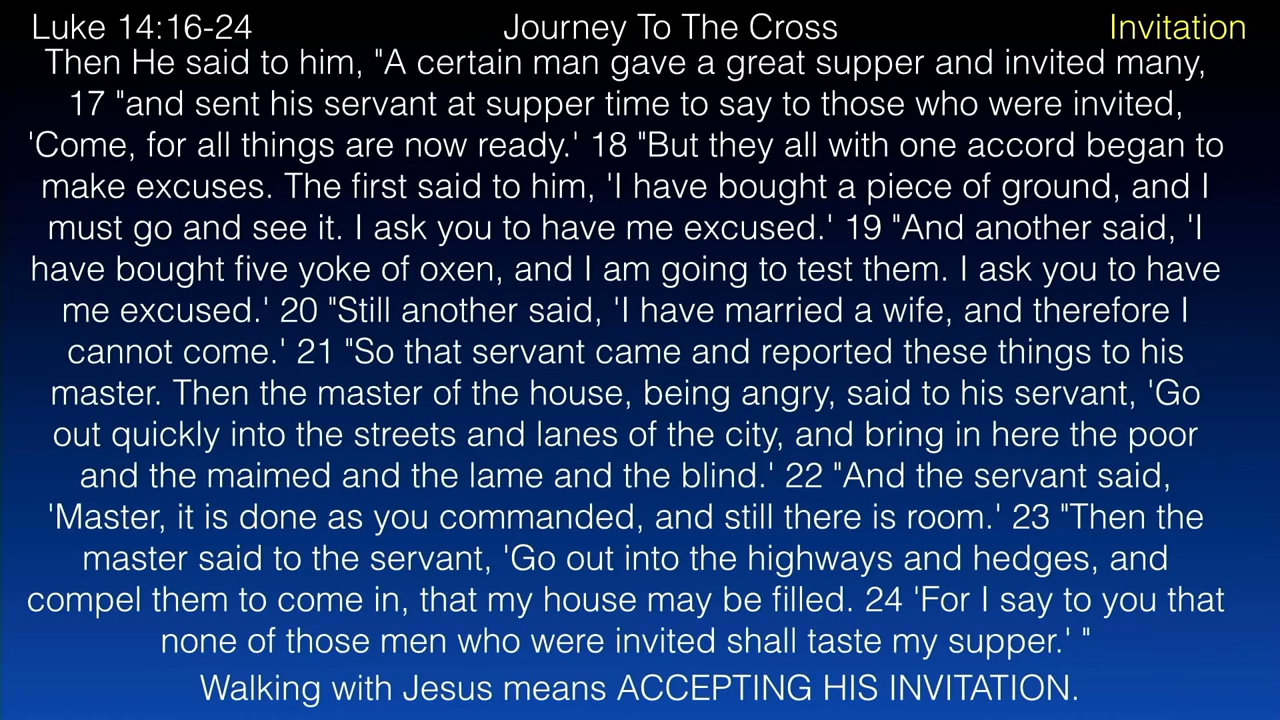 Luke 14:16-24 Journey To The Cross Invitation
Then He said to him, "A certain man gave a great supper and invited many,
17 "and sent his servant at supper time to say to those who were invited,
'Come, for all things are now ready.' 18 "But they all with one accord began to
make excuses. The first said to him, 'I have bought a piece of ground, and I
must go and see it. I ask you to have me excused.' 19 "And another said, 'I
have bought five yoke of oxen, and I am going to test them. I ask you to have
me excused.' 20 "Still another said, 'I have married a wife, and therefore I
cannot come.' 21 "So that servant came and reported these things to his
master. Then the master of the house, being angry, said to his servant, 'Go
out quickly into the streets and lanes of the city, and bring in here the poor
and the maimed and the lame and the blind.' 22 "And the servant said,
'Master, it is done as you commanded, and still there is room.' 23 "Then the
master said to the servant, 'Go out into the highways and hedges, and
compel them to come in, that my house may be filled. 24 'For I say to you that
none of those men who were invited shall taste my supper.' "
Walking with Jesus means ACCEPTING HIS INVITATION.